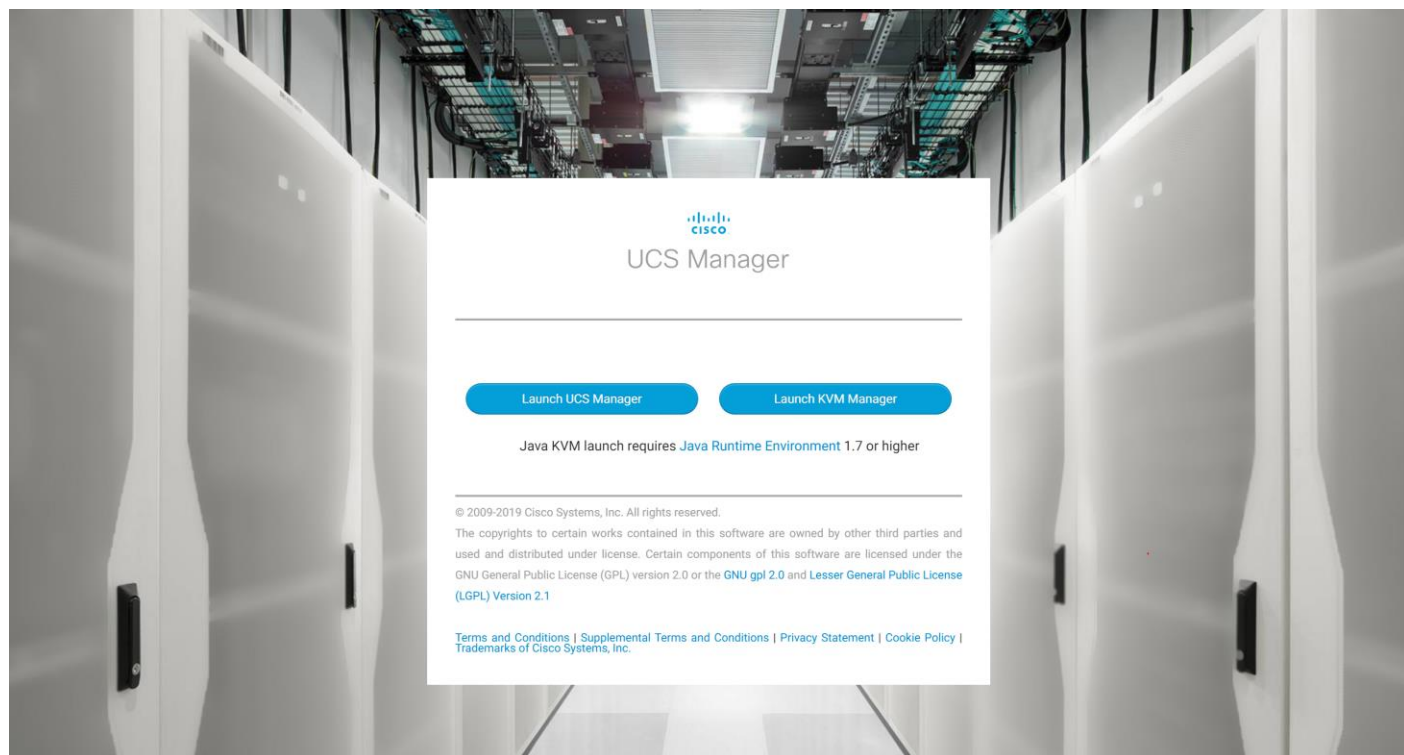 CISCO
UCS Manager
Launch UCS Manager
Launch KVM Manager
Java KVM launch requires Java Runtime Environment 1.7 or higher
© 2009-2019 Cisco Systems, Inc. All rights reserved.
The copyrights to certain works contained in this software are owned by other third parties and
used and distributed under license. Certain components of this software are licensed under the
GNU General Public License (GPL) version 2.0 or the GNU gpl 2.0 and Lesser General Public License
(LGPL) Version 2.1
Terms and Conditions | Supplemental Terms and Conditions | Privacy Statement | Cookie Policy |
Trademarks of Cisco Systems, Inc.